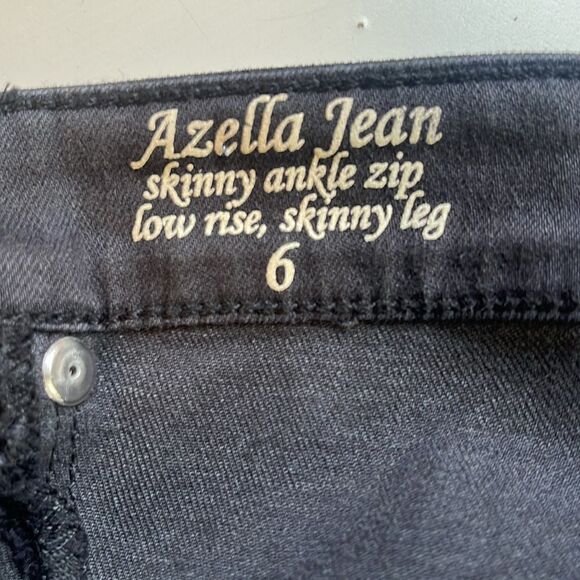 Azella Jean
skinny ankle zip
low rise, skinny leg
6